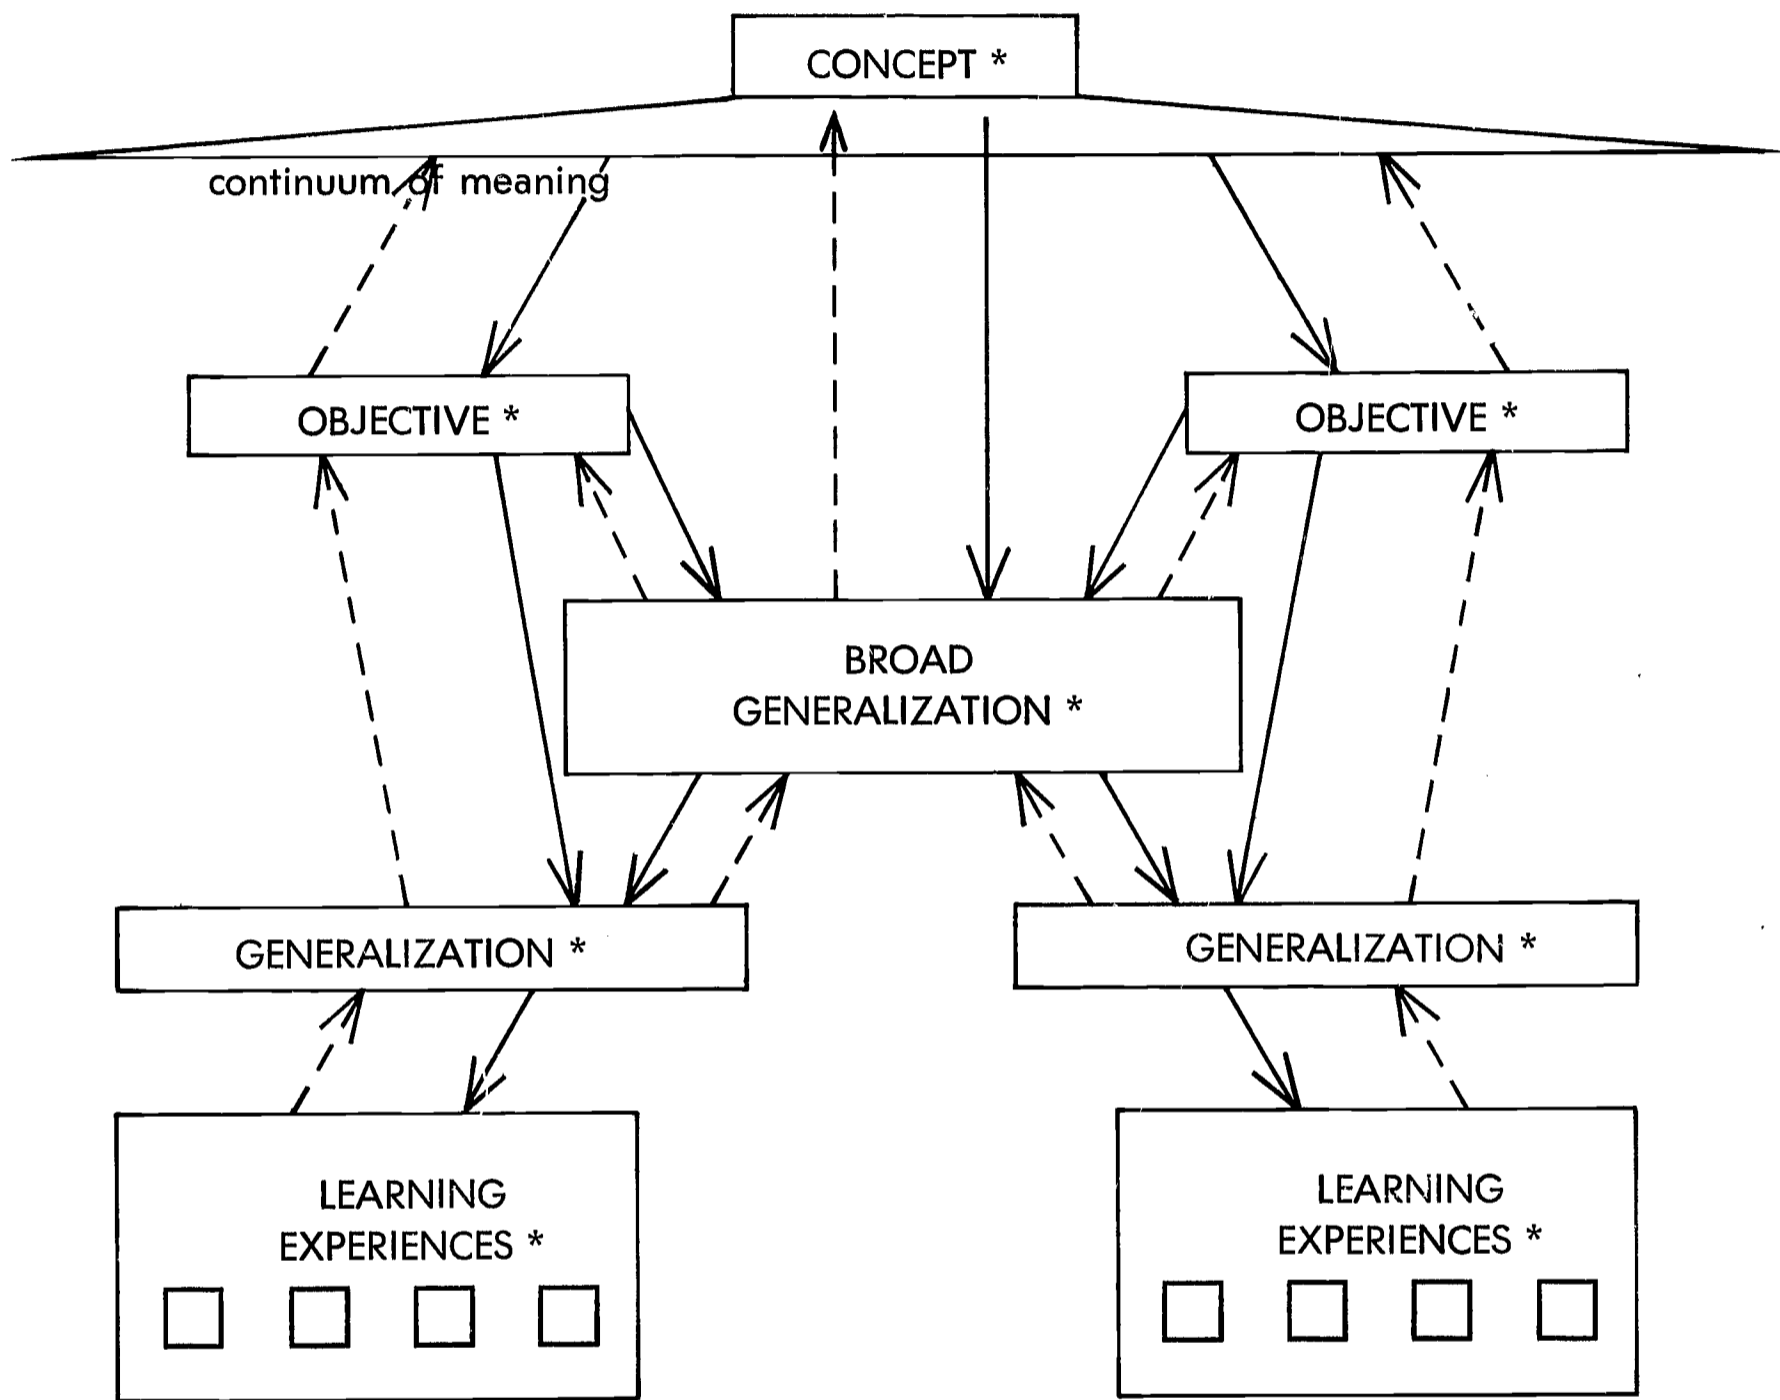 CONCEPT *
continuum of meaning
OBJECTIVE *
OBJECTIVE *
BROAD
GENERALIZATION *
GENERALIZATION *
GENERALIZATION *
LEARNING
EXPERIENCES *
LEARNING
EXPERIENCES *